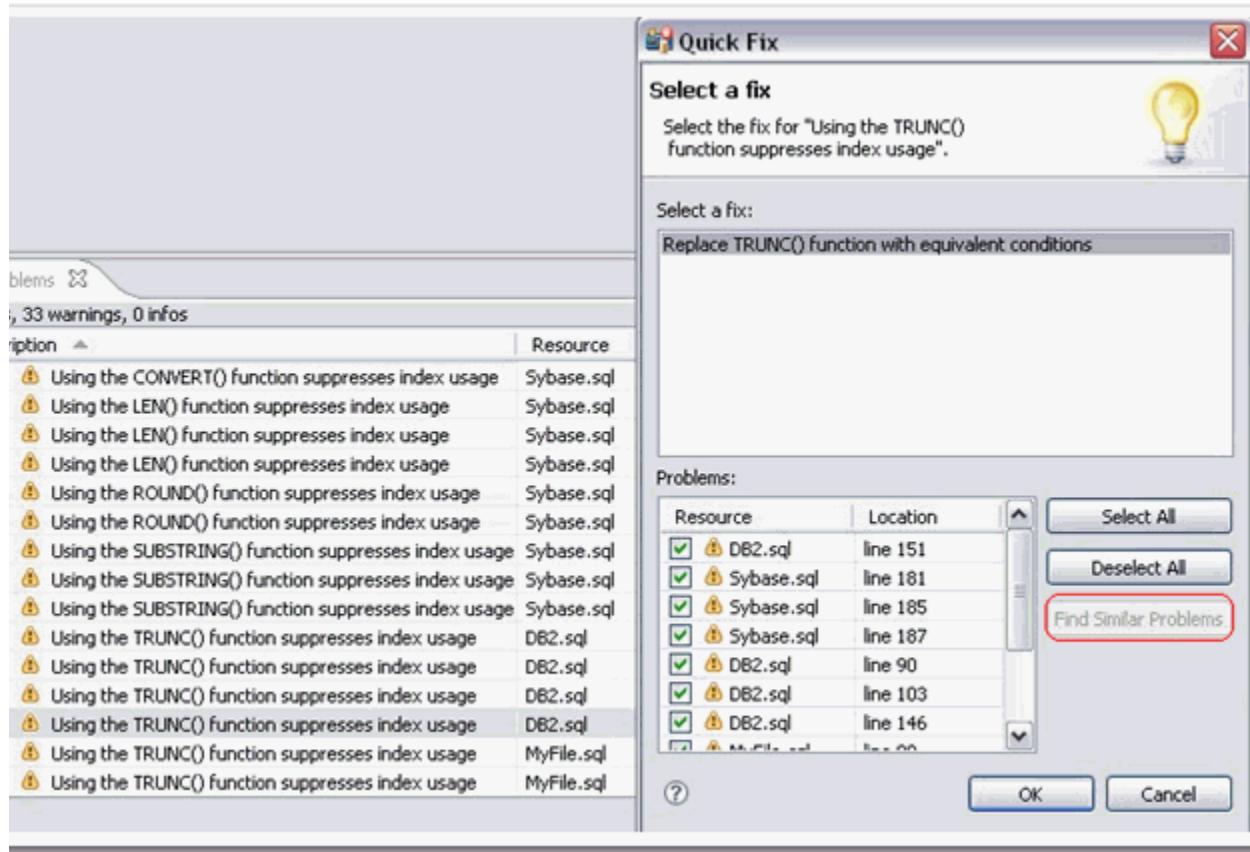 Quick Fix
Select a fix
Select the fix for "Using the TRUNC()
function suppresses index usage".
Select a fix:
Replace TRUNC() function with equivalent conditions
blems
, 33 warnings, 0 infos
ription Resource
Using the CONVERT() function suppresses index usage Sybase.sql
Using the LEN() function suppresses index usage Sybase.sql
Using the LEN() function suppresses index usage Sybase.sql
Using the LEN() function suppresses index usage Sybase.sql
Using the ROUND() function suppresses index usage Sybase.sql
Using the ROUND() function suppresses index usage Sybase.sql
Using the SUBSTRING() function suppresses index usage Sybase.sql
Using the SUBSTRING() function suppresses index usage Sybase.sql
Using the SUBSTRING() function suppresses index usage Sybase.sql
Using the TRUNC() function suppresses index usage DB2.sql
Using the TRUNC() function suppresses index usage DB2.sql
Using the TRUNC() function suppresses index usage DB2.sql
Using the TRUNC() function suppresses index usage DB2.sql
Using the TRUNC() function suppresses index usage MyFile.sql
Using the TRUNC() function suppresses index usage MyFile.sql
Problems:
Resource Location
DB2.sql line 151
Sybase.sql line 181
Sybase.sql line 185
Sybase.sql line 187
DB2.sql line 90
DB2.sql line 103
DB2.sql line 146
Select All
Deselect All
Find Similar Problems
OK
Cancel